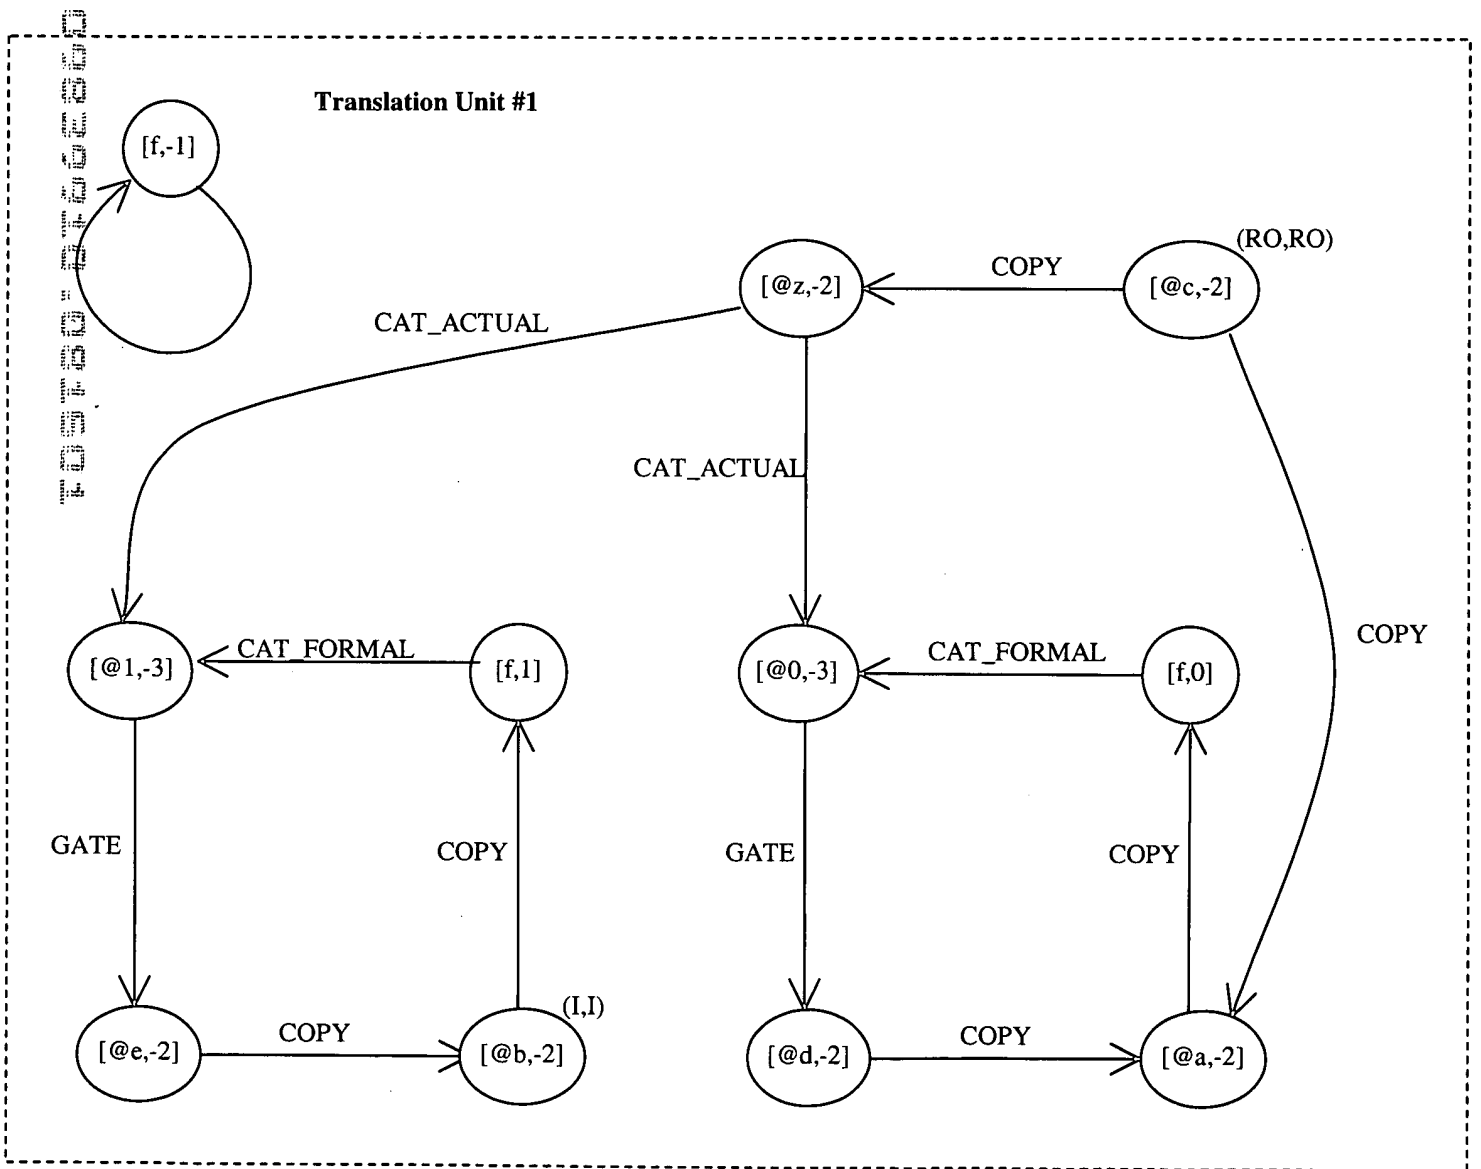 Translation Unit #1
[f,-1]
(RO,RO)
COPY
[@z,-2]
[@c,-2]
CAT_ACTUAL
CAT_ACTUAL
COPY
CAT_FORMAL
CAT_FORMAL
[@1,-3]
[f,1]
[@0,-3]
[f,0]
GATE
COPY
GATE
COPY
(I,I)
COPY
COPY
[@e,-2]
[@b,-2]
[@d,-2]
[@a,-2]